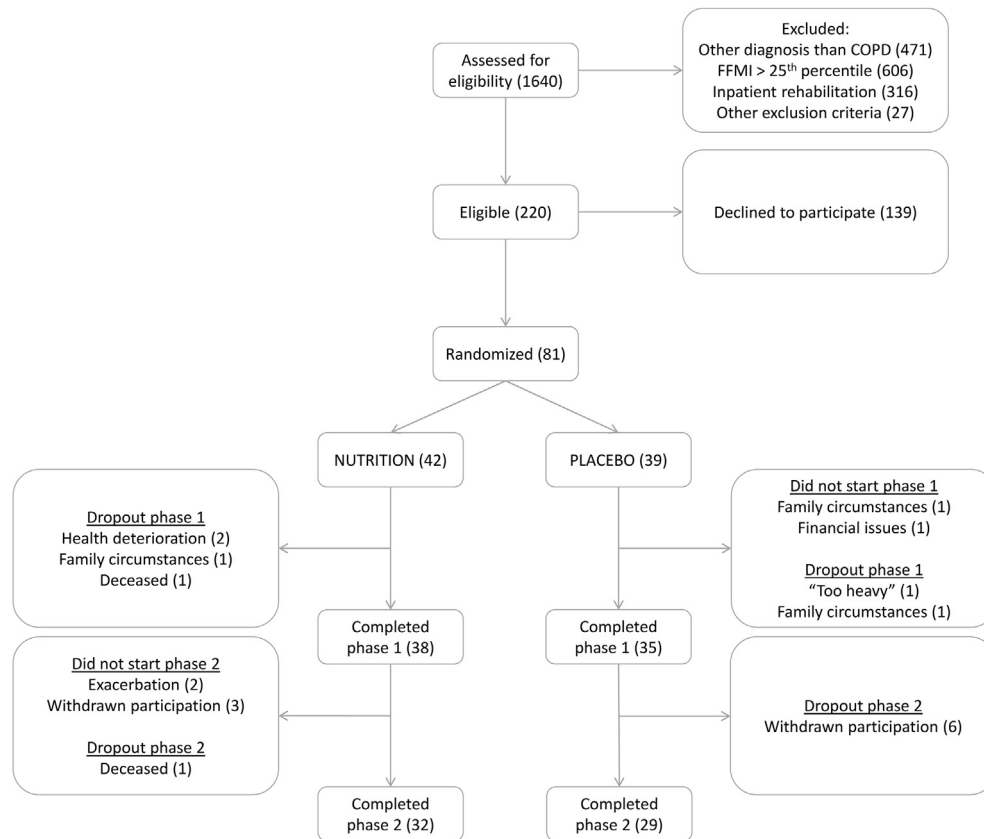 Assessed for
eligibility (1640)
Excluded:
Other diagnosis than COPD (471)
FFMI > 25th percentile (606)
Inpatient rehabilitation (316)
Other exclusion criteria (27)
Eligible (220)
Declined to participate (139)
Randomized (81)
NUTRITION (42)
PLACEBO (39)
Dropout phase 1
Health deterioration (2)
Family circumstances (1)
Deceased (1)
Did not start phase 1
Family circumstances (1)
Financial issues (1)
Dropout phase 1
“Too heavy” (1)
Family circumstances (1)
Completed
phase 1 (38)
Completed
phase 1 (35)
Did not start phase 2
Exacerbation (2)
Withdrawn participation (3)
Dropout phase 2
Deceased (1)
Dropout phase 2
Withdrawn participation (6)
Completed
phase 2 (32)
Completed
phase 2 (29)